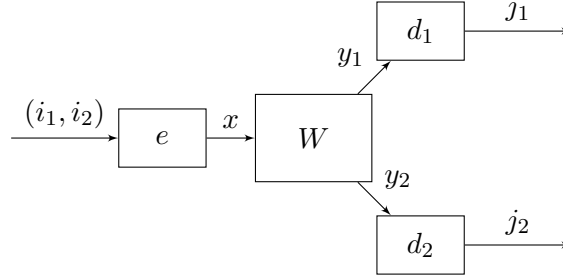 d₁
j₁
y₁
(i₁, i₂)
e
x
W
y₂
d₂
j₂